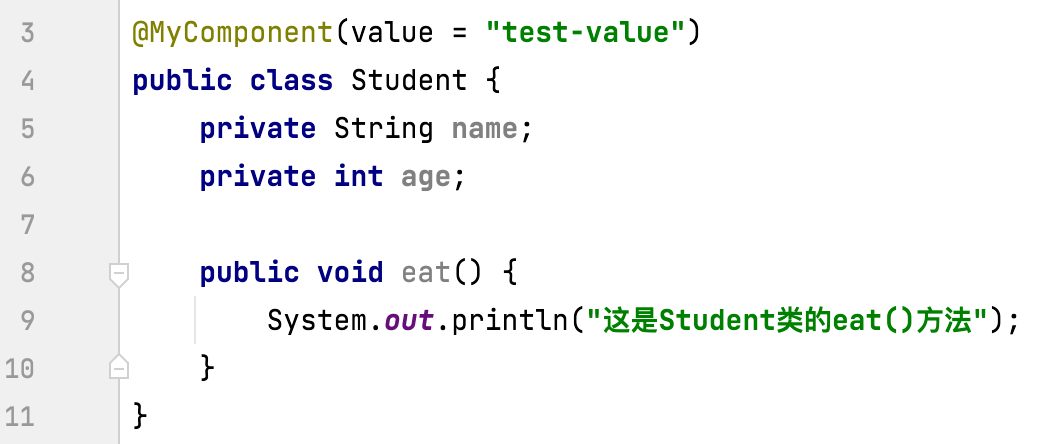 3 @MyComponent(value = "test-value")
4 public class Student {
5     private String name;
6     private int age;
7
8     public void eat() {
9         System.out.println("这是Student类的eat()方法");
10     }
11 }